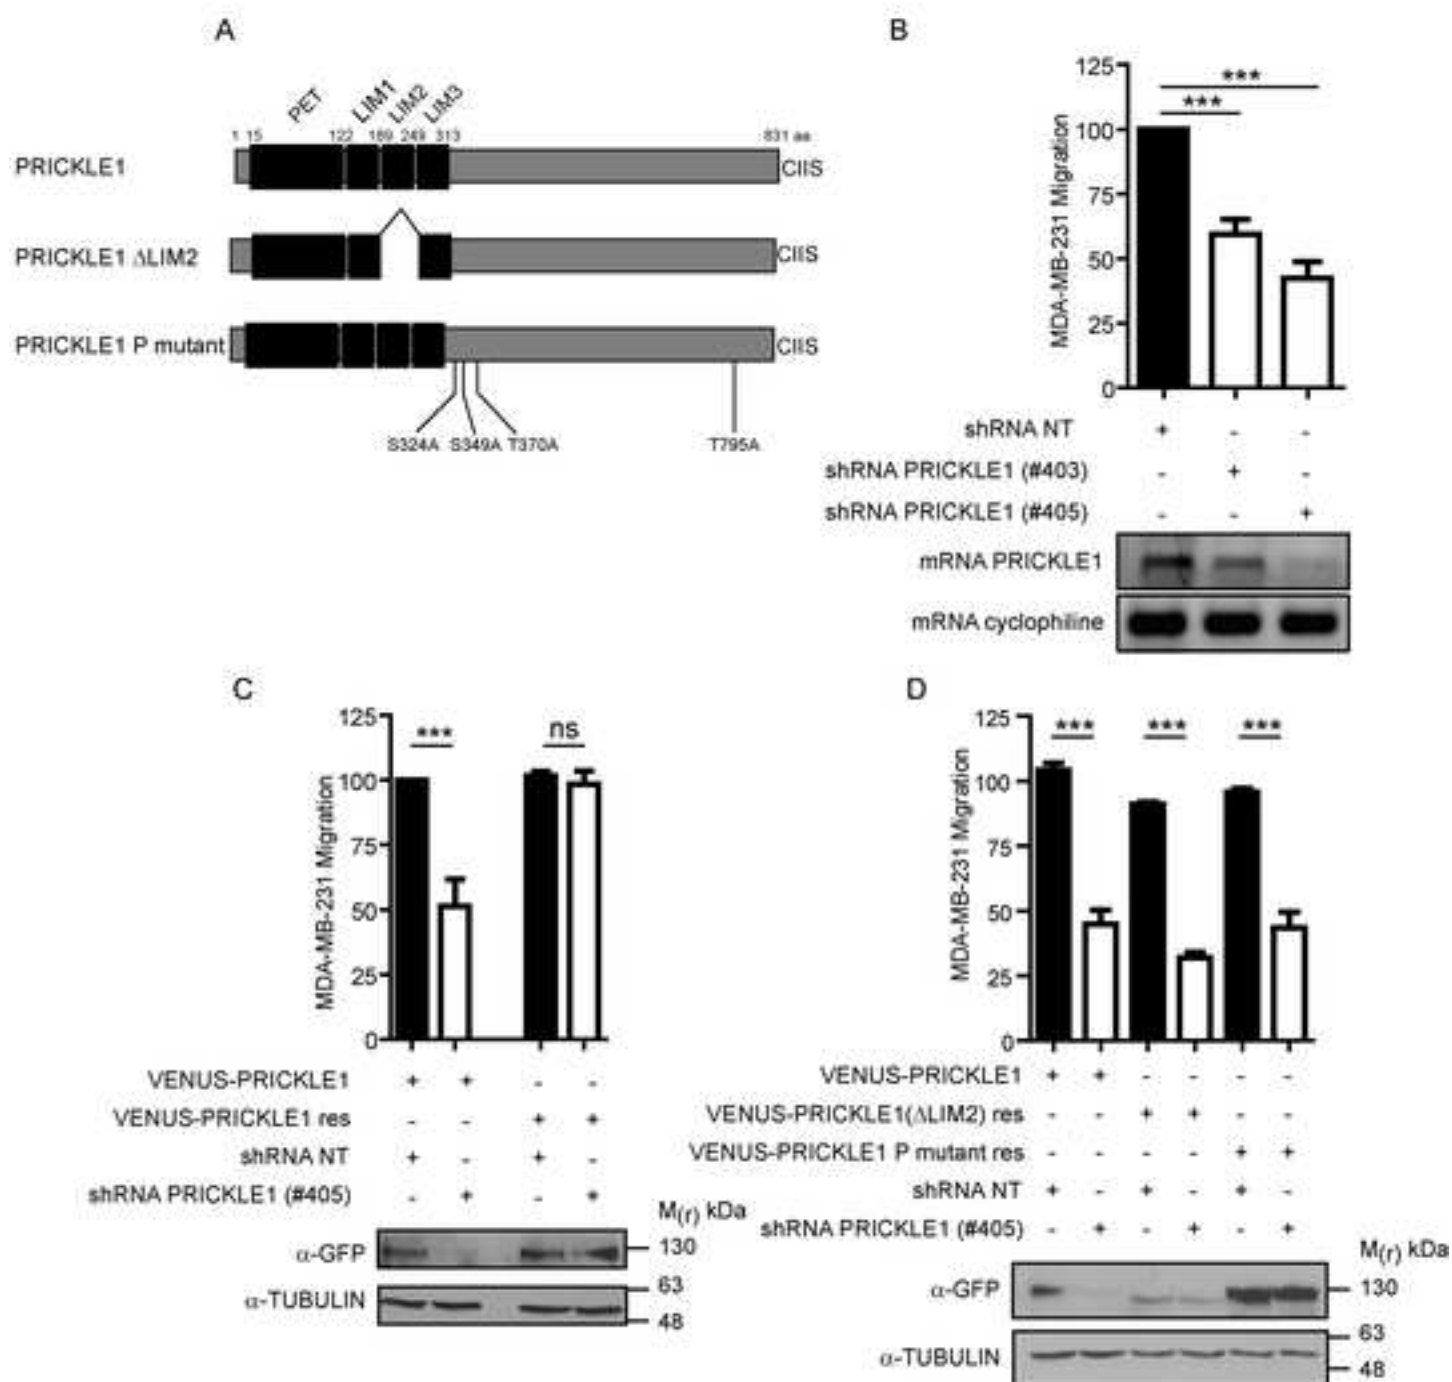 A
PET LIM1 LIM2 LIM3
1 15 122 189 249 313 831 aa
PRICKLE1 CIIS
PRICKLE1 ΔLIM2 CIIS
PRICKLE1 P mutant CIIS
S324A S349A T370A T795A
B
MDA-MB-231 Migration
125
100
75
50
25
0
***
***
shRNA NT + - -
shRNA PRICKLE1 (#403) - + -
shRNA PRICKLE1 (#405) - - +
mRNA PRICKLE1
mRNA cyclophiline
C
MDA-MB-231 Migration
125
100
75
50
25
0
*** ns
VENUS-PRICKLE1 + + - -
VENUS-PRICKLE1 res - - + +
shRNA NT + - + -
shRNA PRICKLE1 (#405) - + - +
M(r) kDa
α-GFP 130
63
α-TUBULIN
48
D
MDA-MB-231 Migration
125
100
75
50
25
0
*** *** ***
VENUS-PRICKLE1 + + - - - -
VENUS-PRICKLE1(ΔLIM2) res - - + + - -
VENUS-PRICKLE1 P mutant res - - - - + +
shRNA NT + - + - + -
shRNA PRICKLE1 (#405) - + - + - +
M(r) kDa
α-GFP 130
63
α-TUBULIN
48